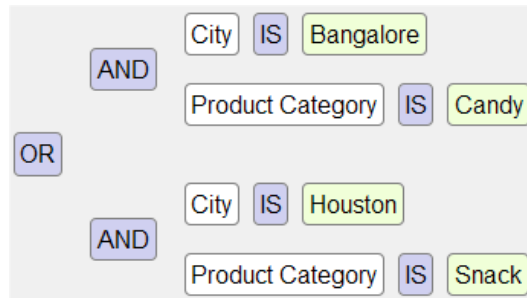 City IS Bangalore
AND
Product Category IS Candy
OR
City IS Houston
AND
Product Category IS Snack